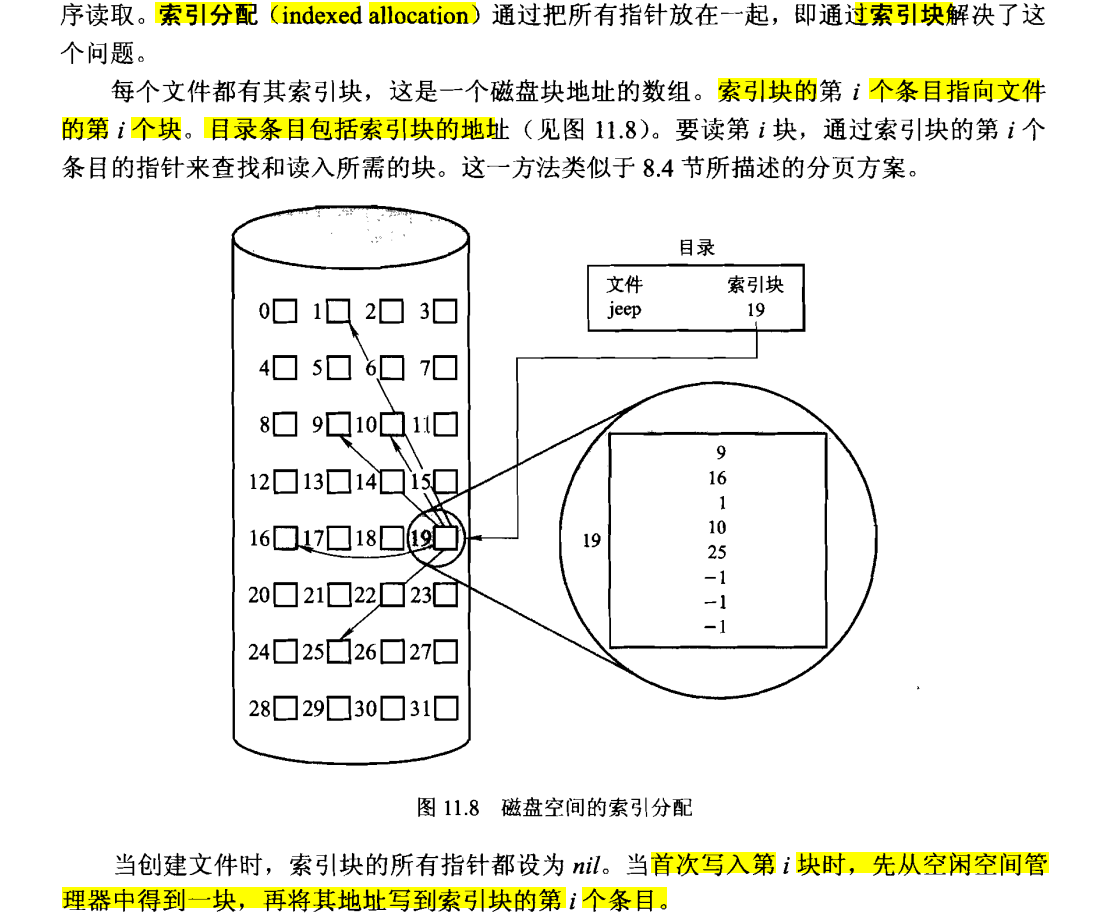 序读取。索引分配（indexed allocation）通过把所有指针放在一起，即通过索引块解决了这
个问题。
每个文件都有其索引块，这是一个磁盘块地址的数组。索引块的第 i 个条目指向文件
的第 i 个块。目录条目包括索引块的地址（见图 11.8）。要读第 i 块，通过索引块的第 i 个
条目的指针来查找和读入所需的块。这一方法类似于 8.4 节所描述的分页方案。
目录
文件 索引块
jeep 19
0 1 2 3
4 5 6 7
8 9 10 11
12 13 14 15
16 17 18 19
20 21 22 23
24 25 26 27
28 29 30 31
19
9
16
1
10
25
-1
-1
-1
图 11.8 磁盘空间的索引分配
当创建文件时，索引块的所有指针都设为 nil。当首次写入第 i 块时，先从空闲空间管
理器中得到一块，再将其地址写到索引块的第 i 个条目。